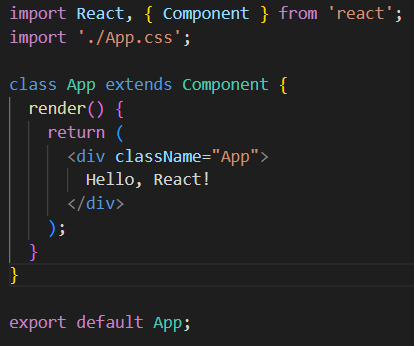 import React, { Component } from 'react';
import './App.css';

class App extends Component {
  render() {
    return (
      <div className="App">
        Hello, React!
      </div>
    );
  }
}

export default App;